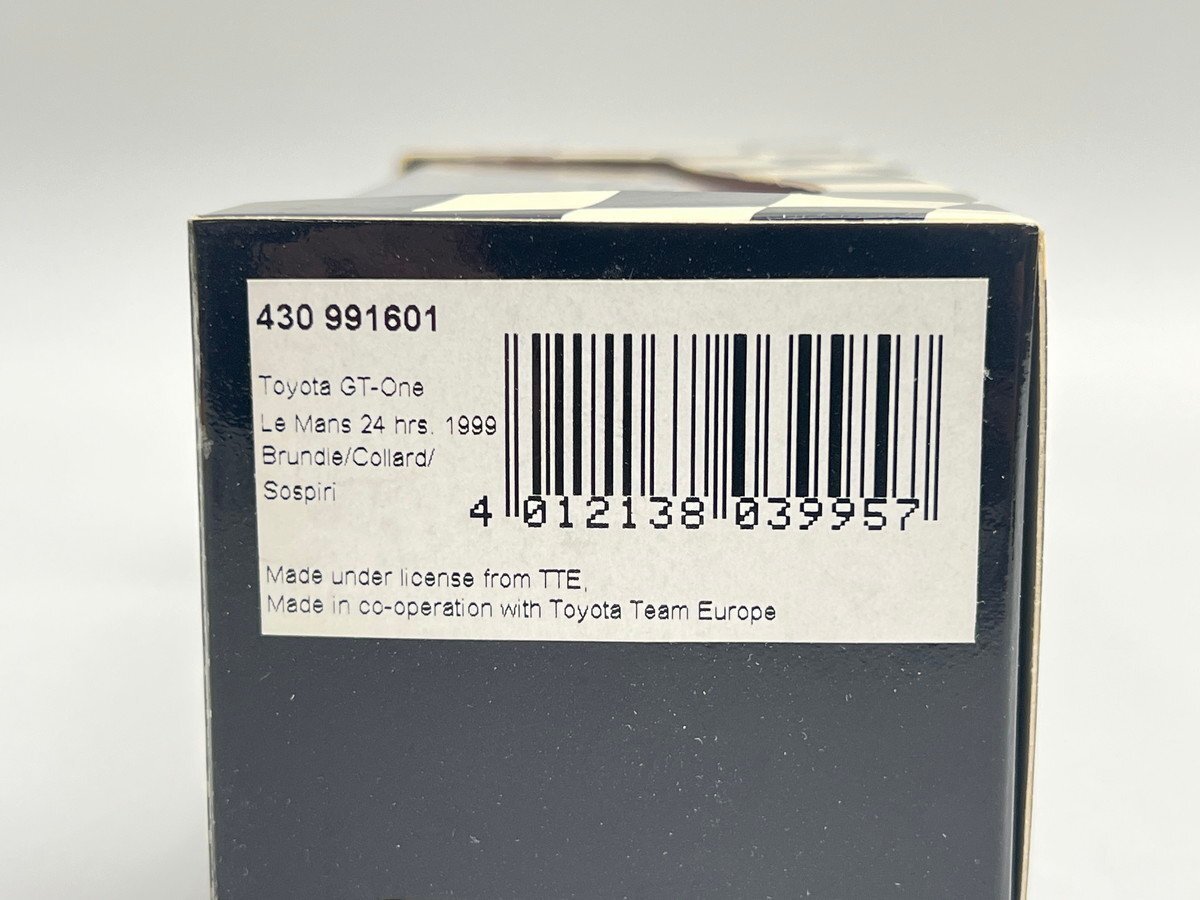 430 991601
Toyota GT-One
Le Mans 24 hrs. 1999
Brundle/Collard/
Sospiri
4 012138 039957
Made under license from TTE,
Made in co-operation with Toyota Team Europe